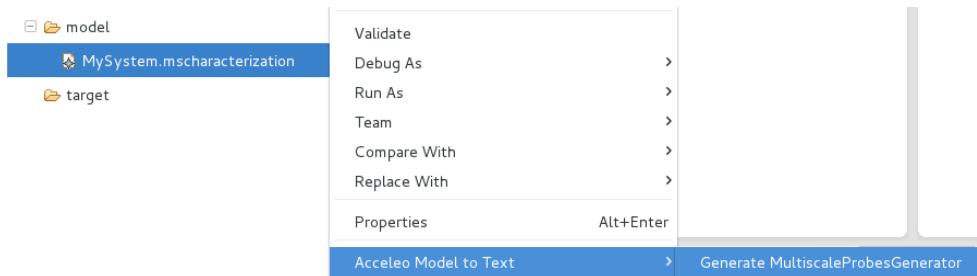 model
MySystem.mscharacterization
target
Validate
Debug As
Run As
Team
Compare With
Replace With
Properties Alt+Enter
Acceleo Model to Text
Generate MultiscaleProbesGenerator